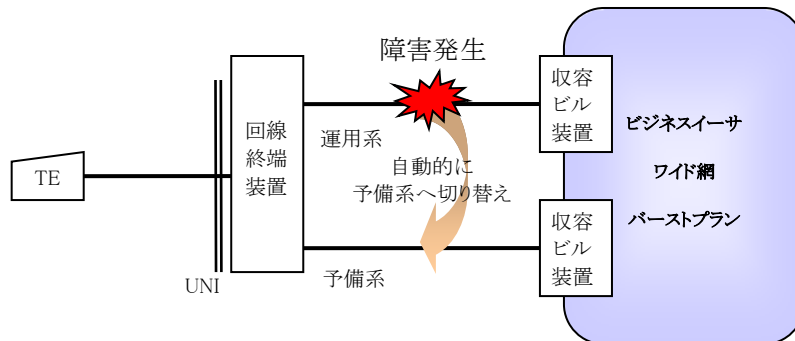 障害発生
収容
ビル
装置
回線
終端
装置
運用系
ビジネスイーサ
ワイド網
バーストプラン
自動的に
予備系へ切り替え
TE
収容
ビル
装置
予備系
UNI